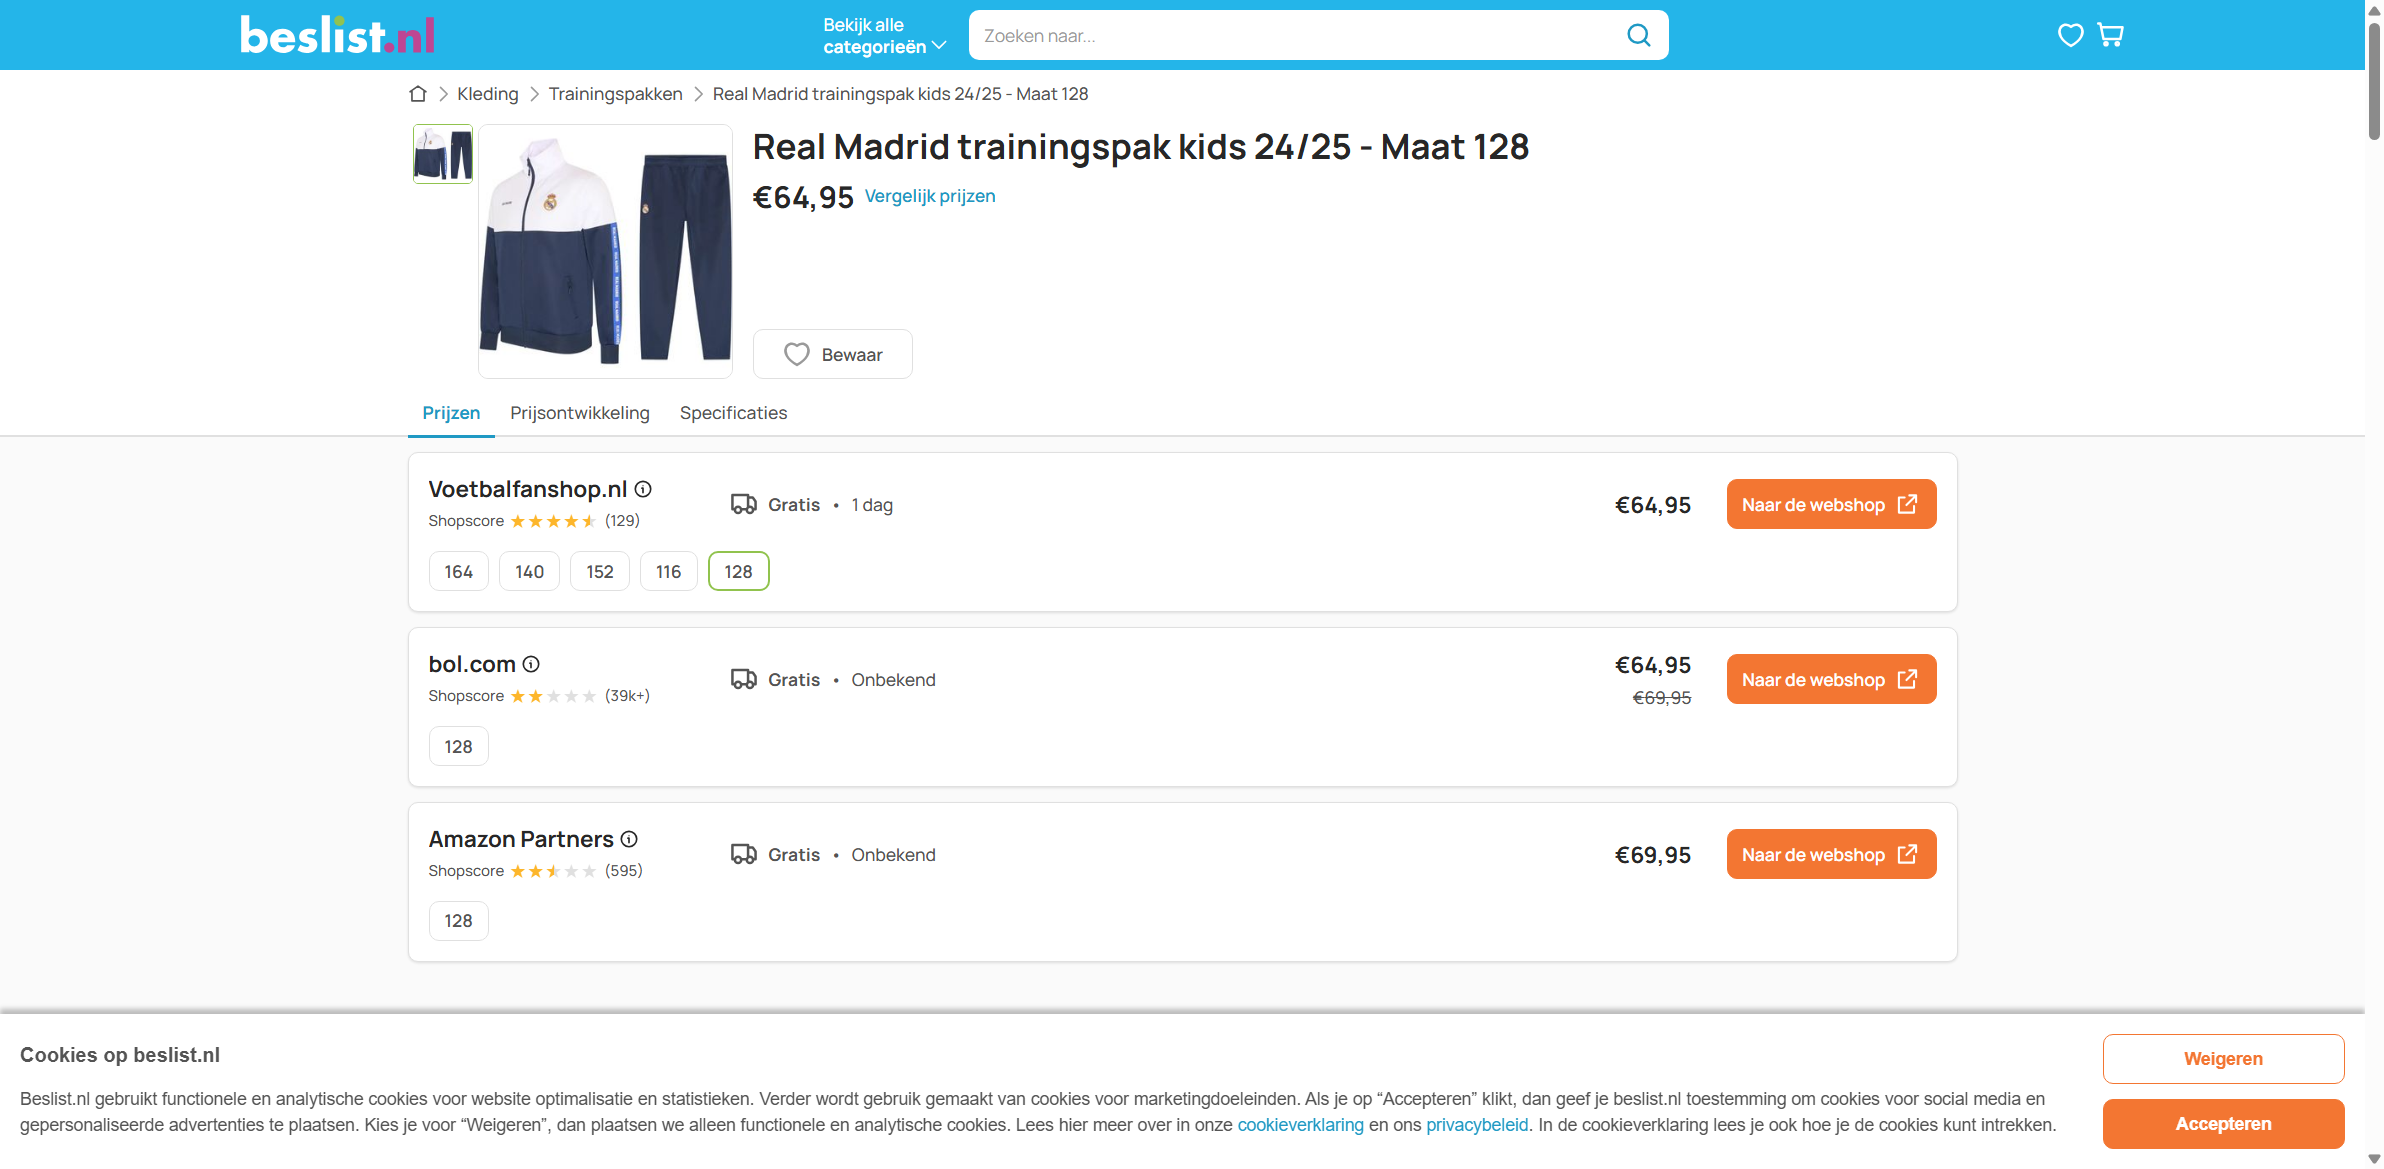 beslist.nl
Bekijk alle
categorieën
Zoeken naar...
Kleding
Trainingspakken
Real Madrid trainingspak kids 24/25 - Maat 128
Real Madrid trainingspak kids 24/25 - Maat 128
€64,95 Vergelijk prijzen
Bewaar
Prijzen Prijsontwikkeling Specificaties
Voetbalfanshop.nl
Shopscore (129)
Gratis • 1 dag
€64,95
Naar de webshop
164 140 152 116 128
bol.com
Shopscore (39k+)
Gratis • Onbekend
€64,95
€69,95
Naar de webshop
128
Amazon Partners
Shopscore (595)
Gratis • Onbekend
€69,95
Naar de webshop
128
Cookies op beslist.nl
Beslist.nl gebruikt functionele en analytische cookies voor website optimalisatie en statistieken. Verder wordt gebruik gemaakt van cookies voor marketingdoeleinden. Als je op “Accepteren” klikt, dan geef je beslist.nl toestemming om cookies voor social media en
gepersonaliseerde advertenties te plaatsen. Kies je voor “Weigeren”, dan plaatsen we alleen functionele en analytische cookies. Lees hier meer over in onze cookieverklaring en ons privacybeleid. In de cookieverklaring lees je ook hoe je de cookies kunt intrekken.
Weigeren
Accepteren